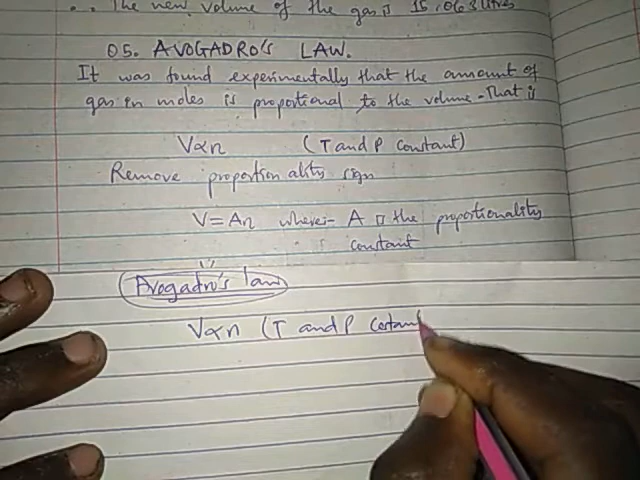 . . The new volume of the gas is 15.063 litres
05. AVOGADRO'S LAW.
It was found experimentally that the amount of
gas in moles is proportional to the volume. That is
V∝n (T and P constant)
Remove proportionality sign
V = An where - A is the proportionality
constant
Avogadro's law
V∝n (T and P constan